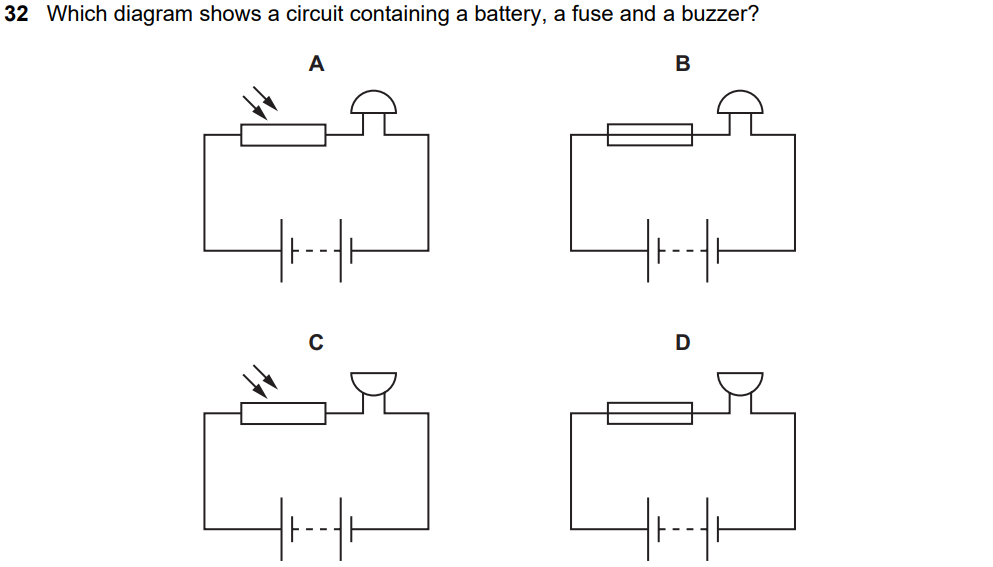 32 Which diagram shows a circuit containing a battery, a fuse and a buzzer?
A B
C D